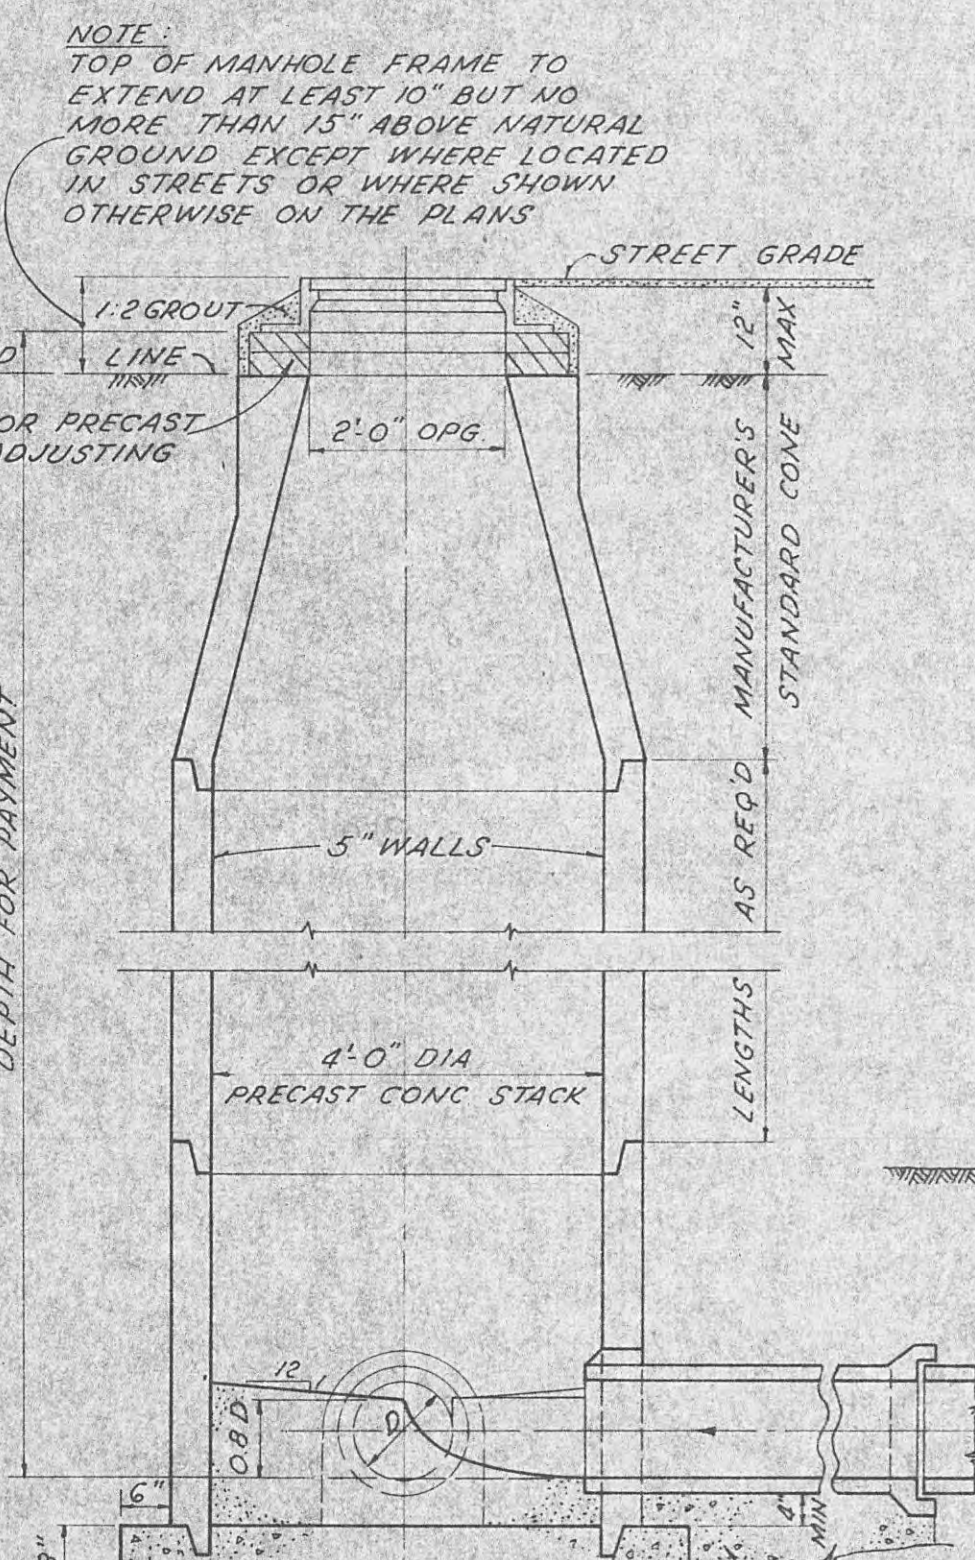 NOTE:
TOP OF MANHOLE FRAME TO
EXTEND AT LEAST 10" BUT NO
MORE THAN 15" ABOVE NATURAL
GROUND EXCEPT WHERE LOCATED
IN STREETS OR WHERE SHOWN
OTHERWISE ON THE PLANS
STREET GRADE
1:2 GROUT
12"
MAX
D
LINE
OR PRECAST
ADJUSTING
2'-0" OPG.
MANUFACTURER'S
STANDARD CONE
DEPTH FOR PAYMENT
5" WALLS
AS REQ'D
LENGTHS
4'-0" DIA
PRECAST CONC STACK
12
1
0.8 D
D
6"
4"
MIN
8"